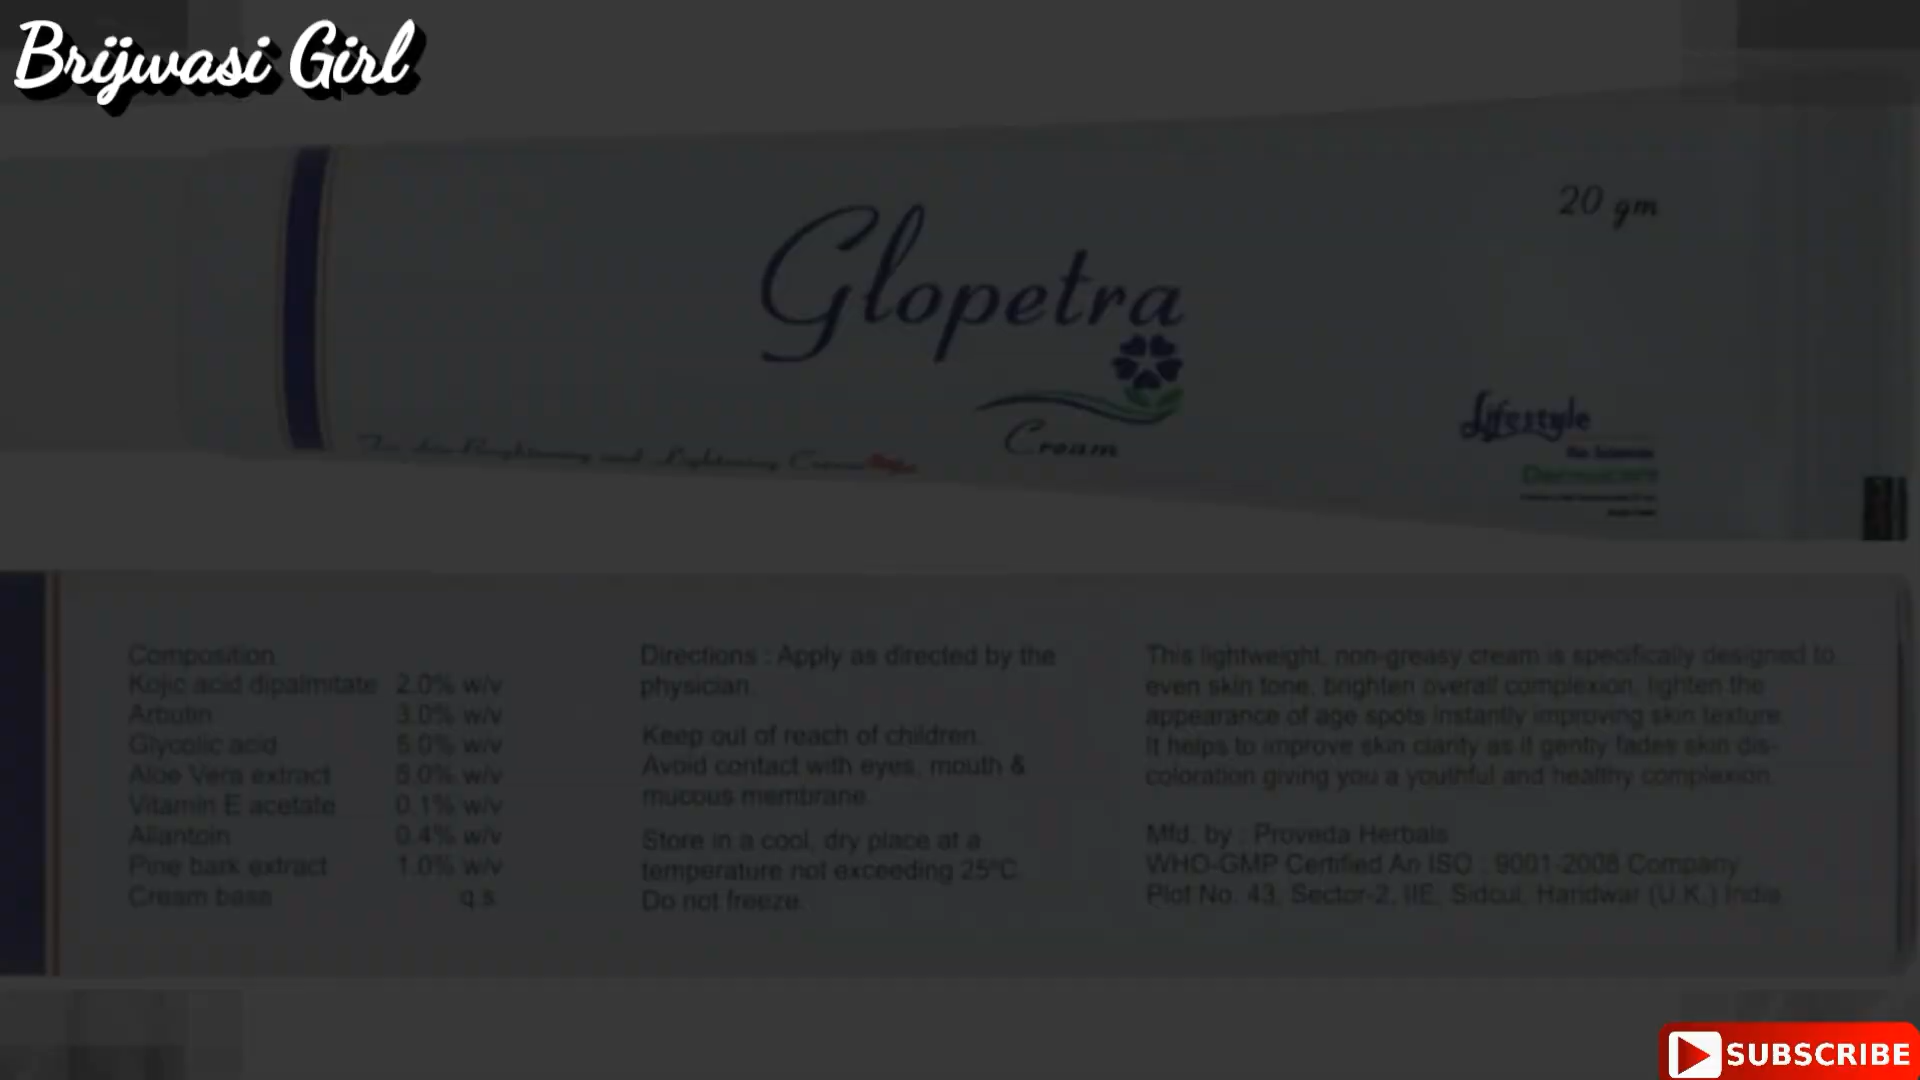 Brijwasi Girl
20 gm
Glopetra
Cream
Lifestyle
Composition
Kojic acid dipalmitate 2.0% w/v
Arbutin 3.0% w/v
Glycolic acid 5.0% w/v
Aloe Vera extract 5.0% w/v
Vitamin E acetate 0.1% w/v
Allantoin 0.4% w/v
Pine bark extract 1.0% w/v
Cream base q.s.
Directions : Apply as directed by the
physician.
Keep out of reach of children.
Avoid contact with eyes, mouth &
mucous membrane.
Store in a cool, dry place at a
temperature not exceeding 25°C.
Do not freeze.
This lightweight, non-greasy cream is specifically designed to
even skin tone, brighten overall complexion, lighten the
appearance of age spots instantly improving skin texture.
It helps to improve skin clarity as it gently fades skin dis-
coloration giving you a youthful and healthy complexion.
Mfd. by : Proveda Herbals
WHO-GMP Certified An ISO : 9001-2008 Company
Plot No. 43, Sector-2, IIE, Sidcul, Haridwar (U.K.) India
SUBSCRIBE